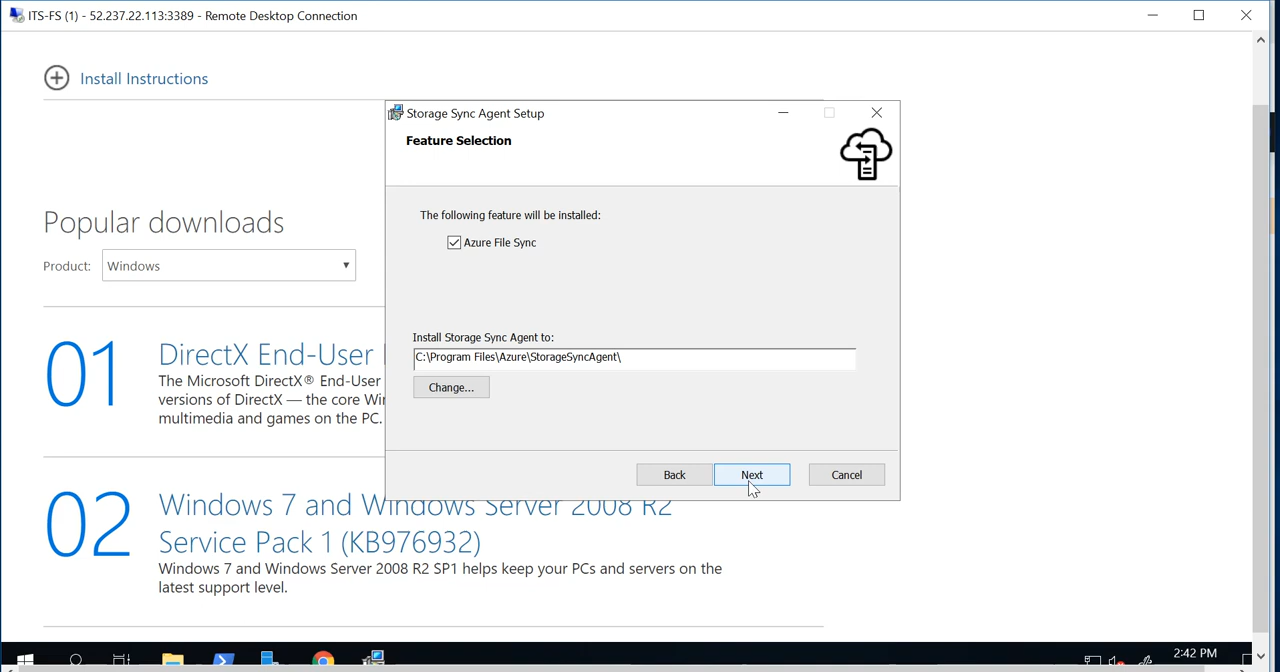 ITS-FS (1) - 52.237.22.113:3389 - Remote Desktop Connection
Install Instructions
Storage Sync Agent Setup
Feature Selection
The following feature will be installed:
Azure File Sync
Install Storage Sync Agent to:
C:\Program Files\Azure\StorageSyncAgent\
Change...
Back
Next
Cancel
Popular downloads
Product:
Windows
01
DirectX End-User
The Microsoft DirectX® End-User
versions of DirectX — the core Wi
multimedia and games on the PC.
02
Windows 7 and Windows Server 2008 R2
Service Pack 1 (KB976932)
Windows 7 and Windows Server 2008 R2 SP1 helps keep your PCs and servers on the
latest support level.
2:42 PM